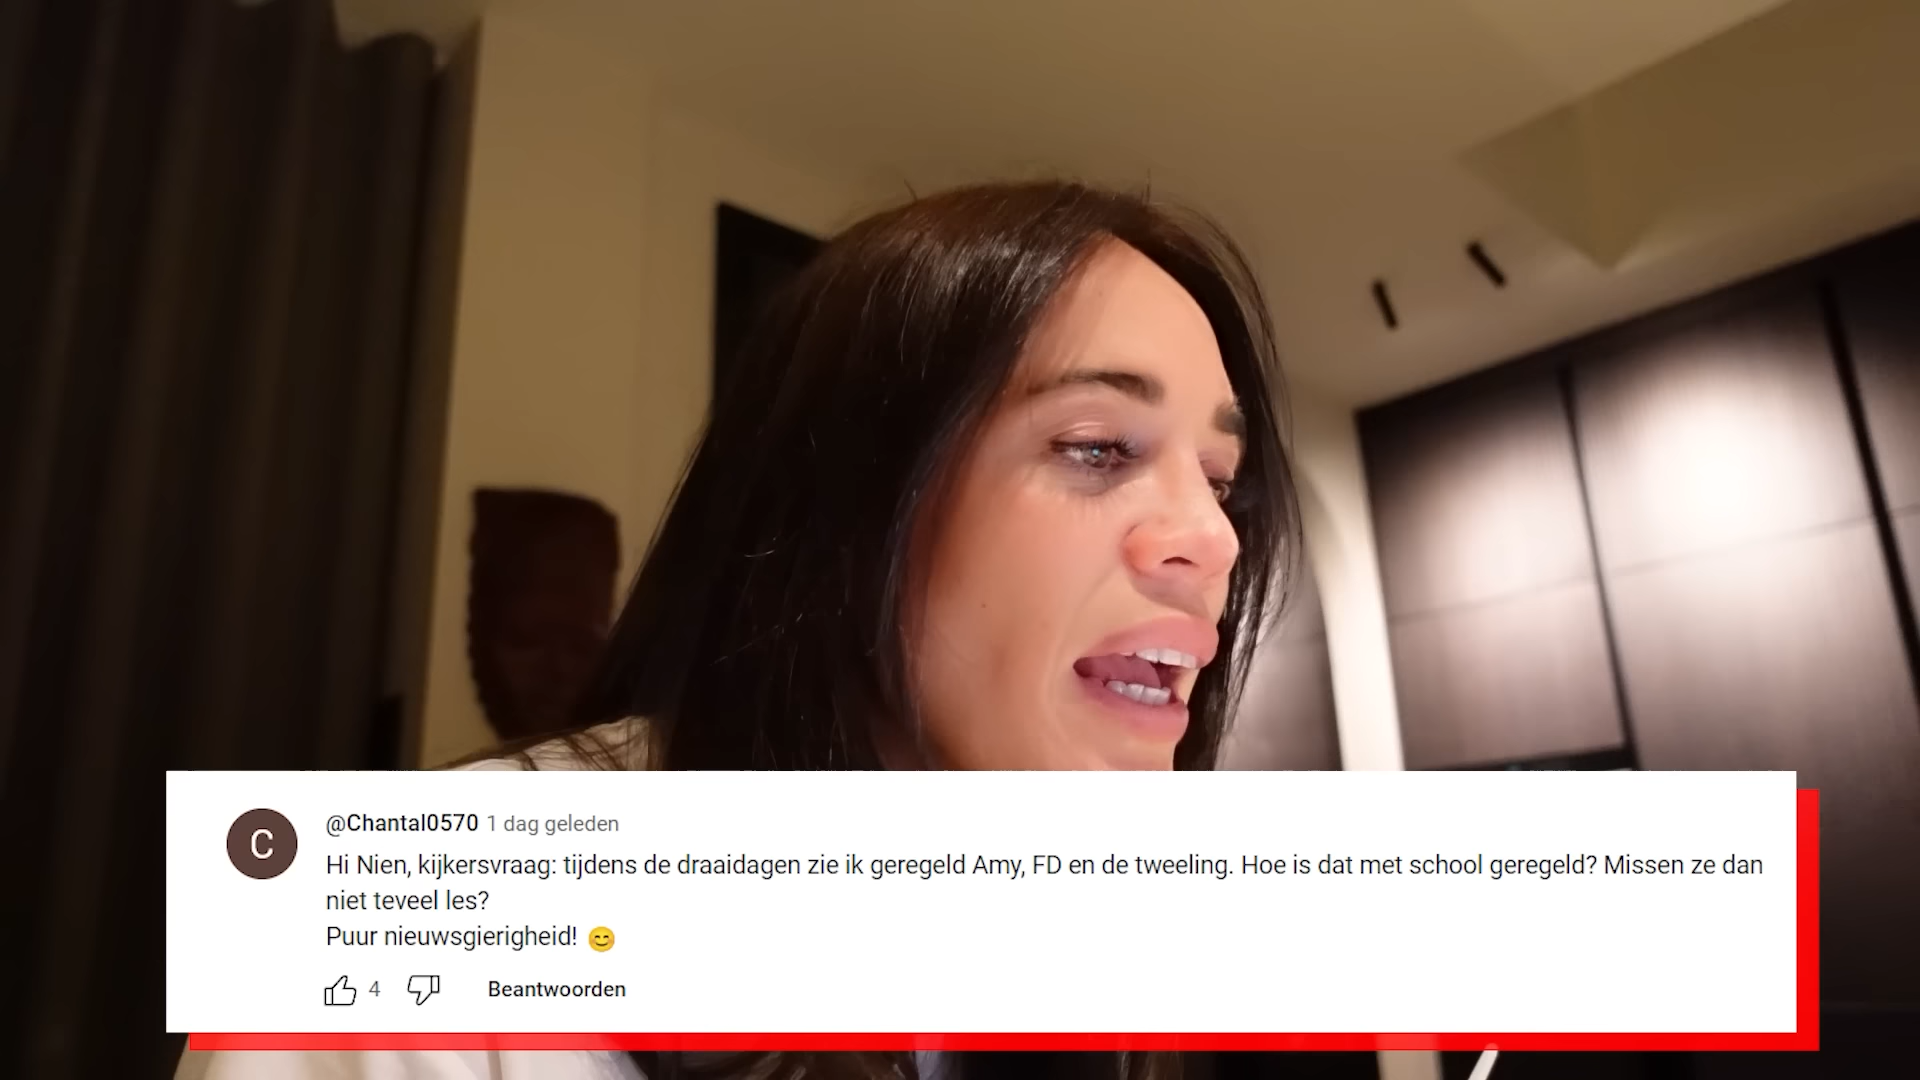 C
@Chantal0570 1 dag geleden
Hi Nien, kijkersvraag: tijdens de draaidagen zie ik geregeld Amy, FD en de tweeling. Hoe is dat met school geregeld? Missen ze dan
niet teveel les?
Puur nieuwsgierigheid! 😊
4 Beantwoorden